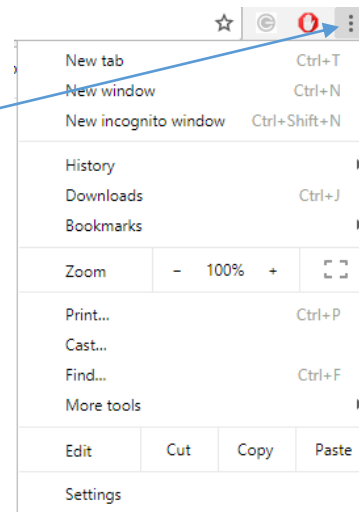 New tab Ctrl+T
New window Ctrl+N
New incognito window Ctrl+Shift+N
History
Downloads Ctrl+J
Bookmarks
Zoom - 100% +
Print... Ctrl+P
Cast...
Find... Ctrl+F
More tools
Edit Cut Copy Paste
Settings